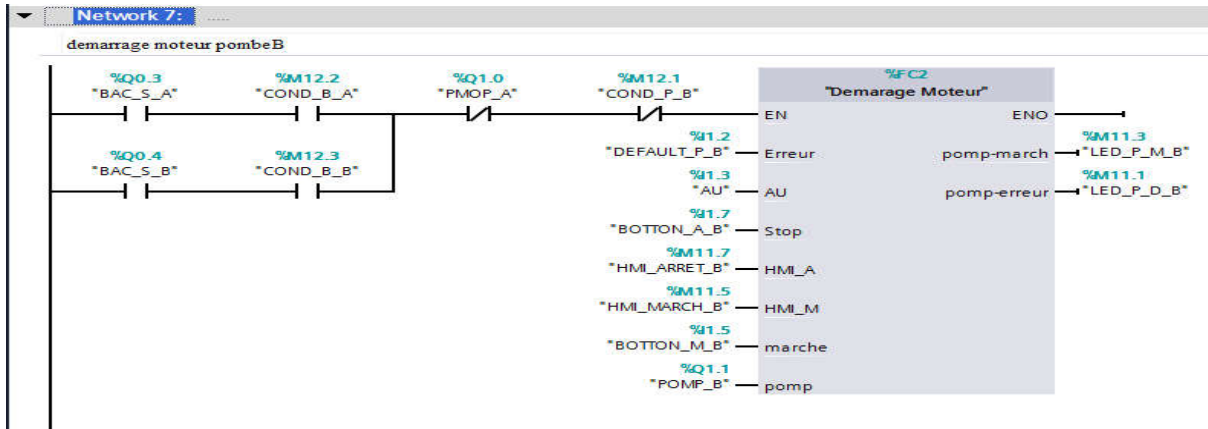 Network 7: .....
demarrage moteur pombe B
%Q0.3 %M12.2 %Q1.0 %M12.1 %FC2
"BAC_S_A" "COND_B_A" "PMOP_A" "COND_P_B" "Demarage Moteur"
EN ENO
%I1.2 %M11.3
"DEFAULT_P_B" Erreur pomp-march "LED_P_M_B"
%Q0.4 %M12.3 %I1.3 %M11.1
"BAC_S_B" "COND_B_B" "AU" AU pomp-erreur "LED_P_D_B"
%I1.7
"BOTTON_A_B" Stop
%M11.7
"HMI_ARRET_B" HMI_A
%M11.5
"HMI_MARCH_B" HMI_M
%I1.5
"BOTTON_M_B" marche
%Q1.1
"POMP_B" pomp